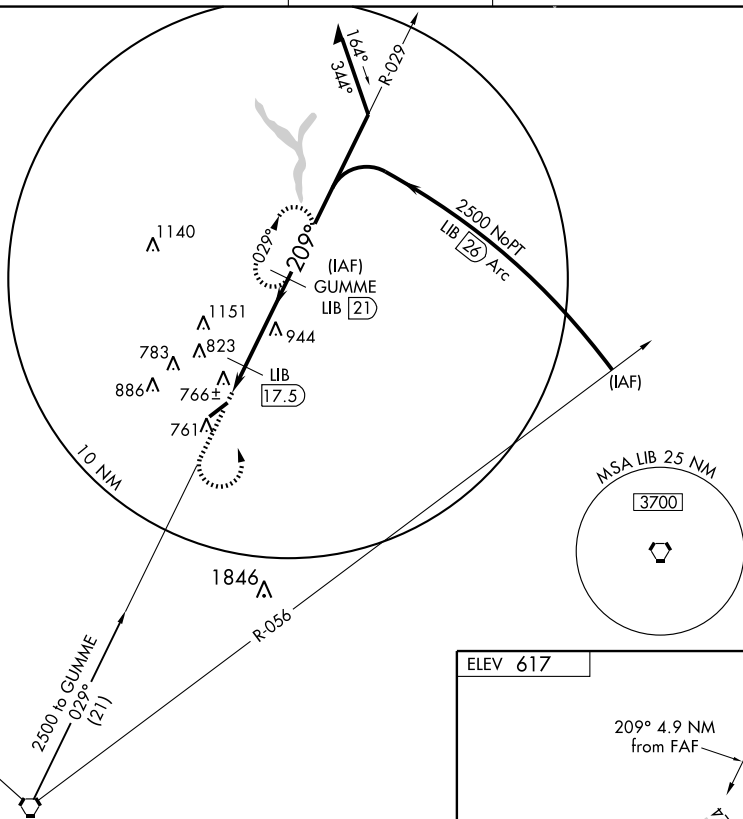 164°
344°
R-029
2500 NoPT
LIB 26 Arc
1140
029°
209°
(IAF)
GUMME
LIB 21
1151
944
823
783
LIB
17.5
886
766±
(IAF)
761
10 NM
MSA LIB 25 NM
3700
1846
R-056
2500 to GUMME
029°
(21)
ELEV 617
209° 4.9 NM
from FAF